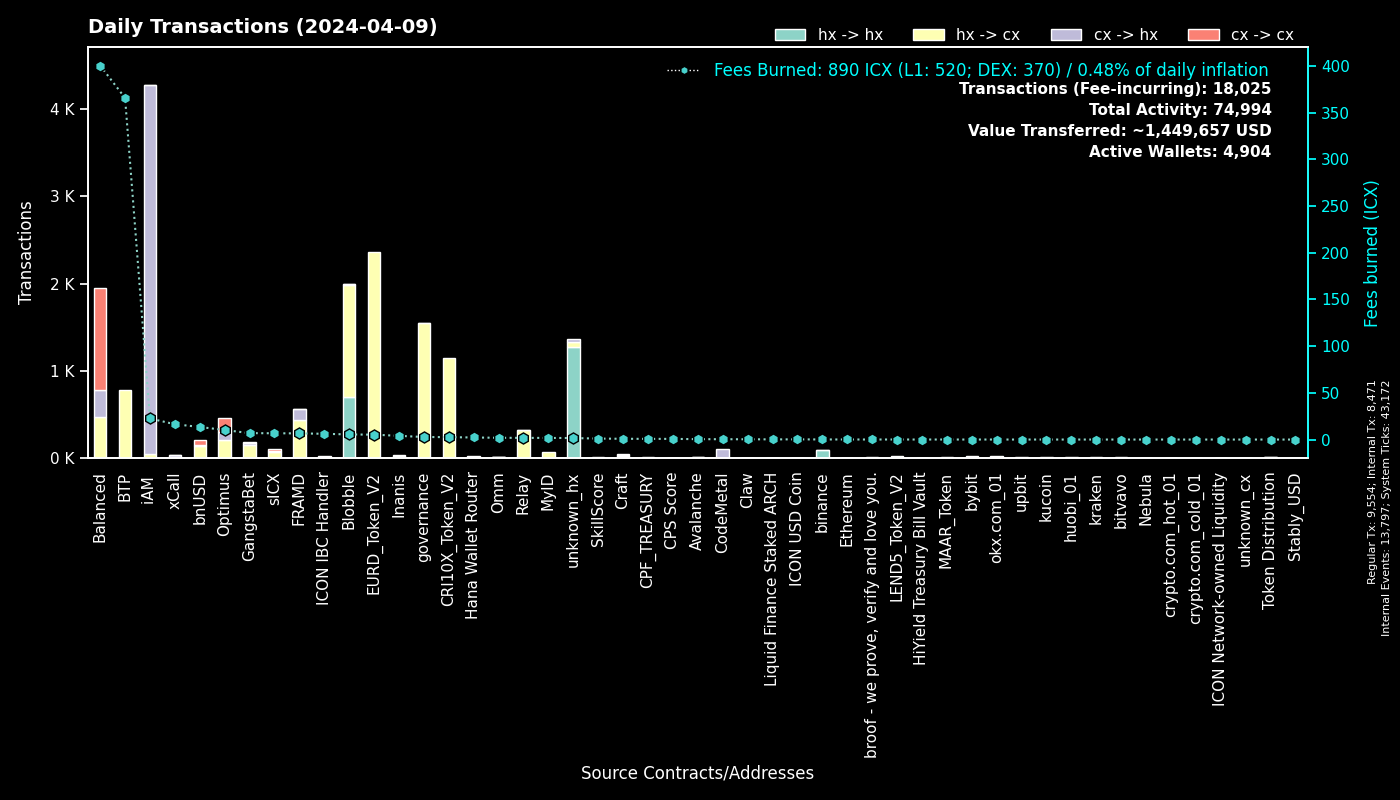 Daily Transactions (2024-04-09)
hx -> hx
hx -> cx
cx -> hx
cx -> cx
Fees Burned: 890 ICX (L1: 520; DEX: 370) / 0.48% of daily inflation
Transactions (Fee-incurring): 18,025
Total Activity: 74,994
Value Transferred: ~1,449,657 USD
Active Wallets: 4,904
Transactions
4 K
3 K
2 K
1 K
0 K
400
350
300
250
200
150
100
50
0
Fees burned (ICX)
Balanced
BTP
iAM
xCall
bnUSD
Optimus
GangstaBet
sICX
FRAMD
ICON IBC Handler
Blobble
EURD_Token_V2
Inanis
governance
CRI10X_Token_V2
Hana Wallet Router
Omm
Relay
MyID
unknown_hx
SkillScore
Craft
CPF_TREASURY
CPS Score
Avalanche
CodeMetal
Claw
Liquid Finance Staked ARCH
ICON USD Coin
binance
Ethereum
broof - we prove, verify and love you.
LEND5_Token_V2
HiYield Treasury Bill Vault
MAAR_Token
bybit
okx.com_01
upbit
kucoin
huobi_01
kraken
bitvavo
Nebula
crypto.com_hot_01
crypto.com_cold_01
ICON Network-owned Liquidity
unknown_cx
Token Distribution
Stably_USD
Source Contracts/Addresses
Regular Tx: 9,554; Internal Tx: 8,471
Internal Events: 13,797; System Ticks: 43,172